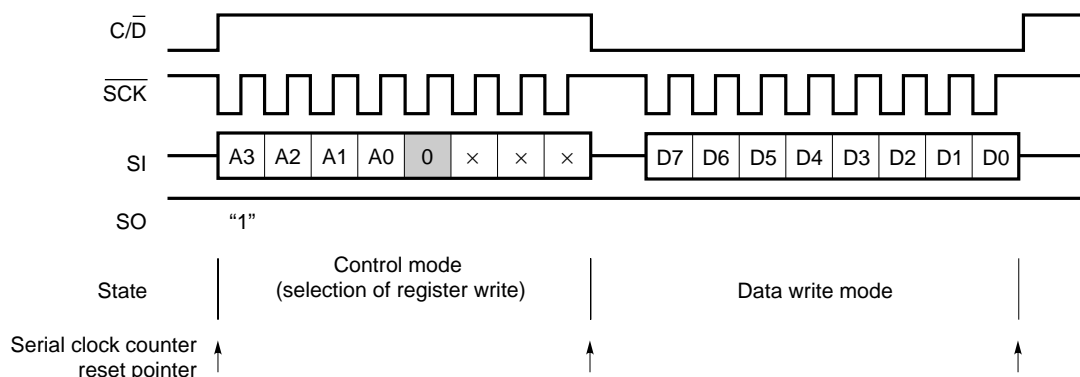 C/D̅
S̅C̅K̅
SI A3 A2 A1 A0 0 × × × D7 D6 D5 D4 D3 D2 D1 D0
SO “1”
State
Control mode
(selection of register write)
Data write mode
Serial clock counter
reset pointer